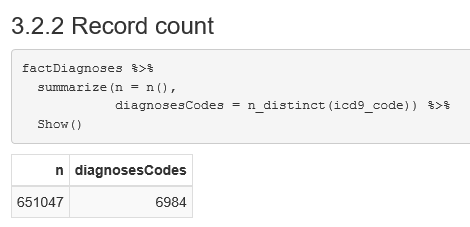 3.2.2 Record count
factDiagnoses %>%
  summarize(n = n(),
            diagnosesCodes = n_distinct(icd9_code)) %>%
  Show()
n diagnosesCodes
651047 6984